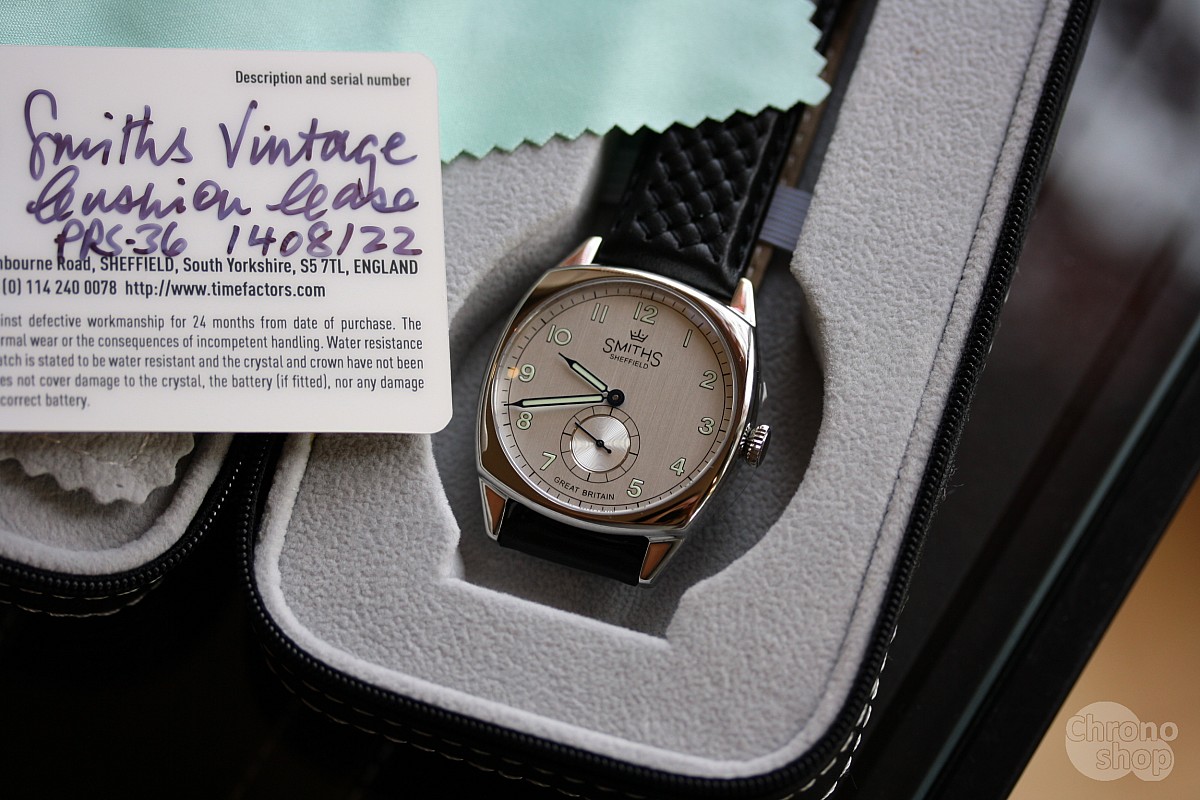 Description and serial number
Smiths Vintage
Cushion Case
PRS-36 1408/22
nbourne Road, SHEFFIELD, South Yorkshire, S5 7TL, ENGLAND
(0) 114 240 0078 http://www.timefactors.com
inst defective workmanship for 24 months from date of purchase. The
rmal wear or the consequences of incompetent handling. Water resistance
atch is stated to be water resistant and the crystal and crown have not been
es not cover damage to the crystal, the battery (if fitted), nor any damage
correct battery.
12
11
1
10
SMITHS
SHEFFIELD
2
9
3
8
4
7
5
GREAT BRITAIN
Chrono
shop